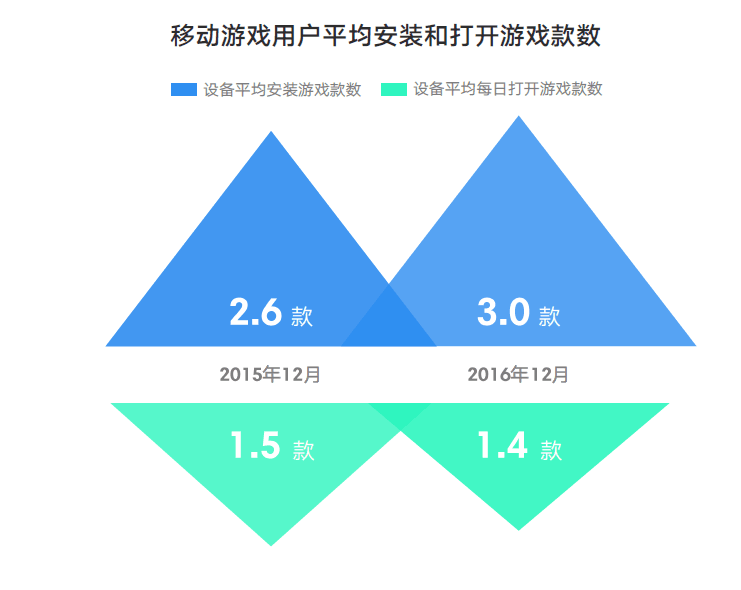 移动游戏用户平均安装和打开游戏款数
设备平均安装游戏款数 设备平均每日打开游戏款数
2.6 款 3.0 款
2015年12月 2016年12月
1.5 款 1.4 款